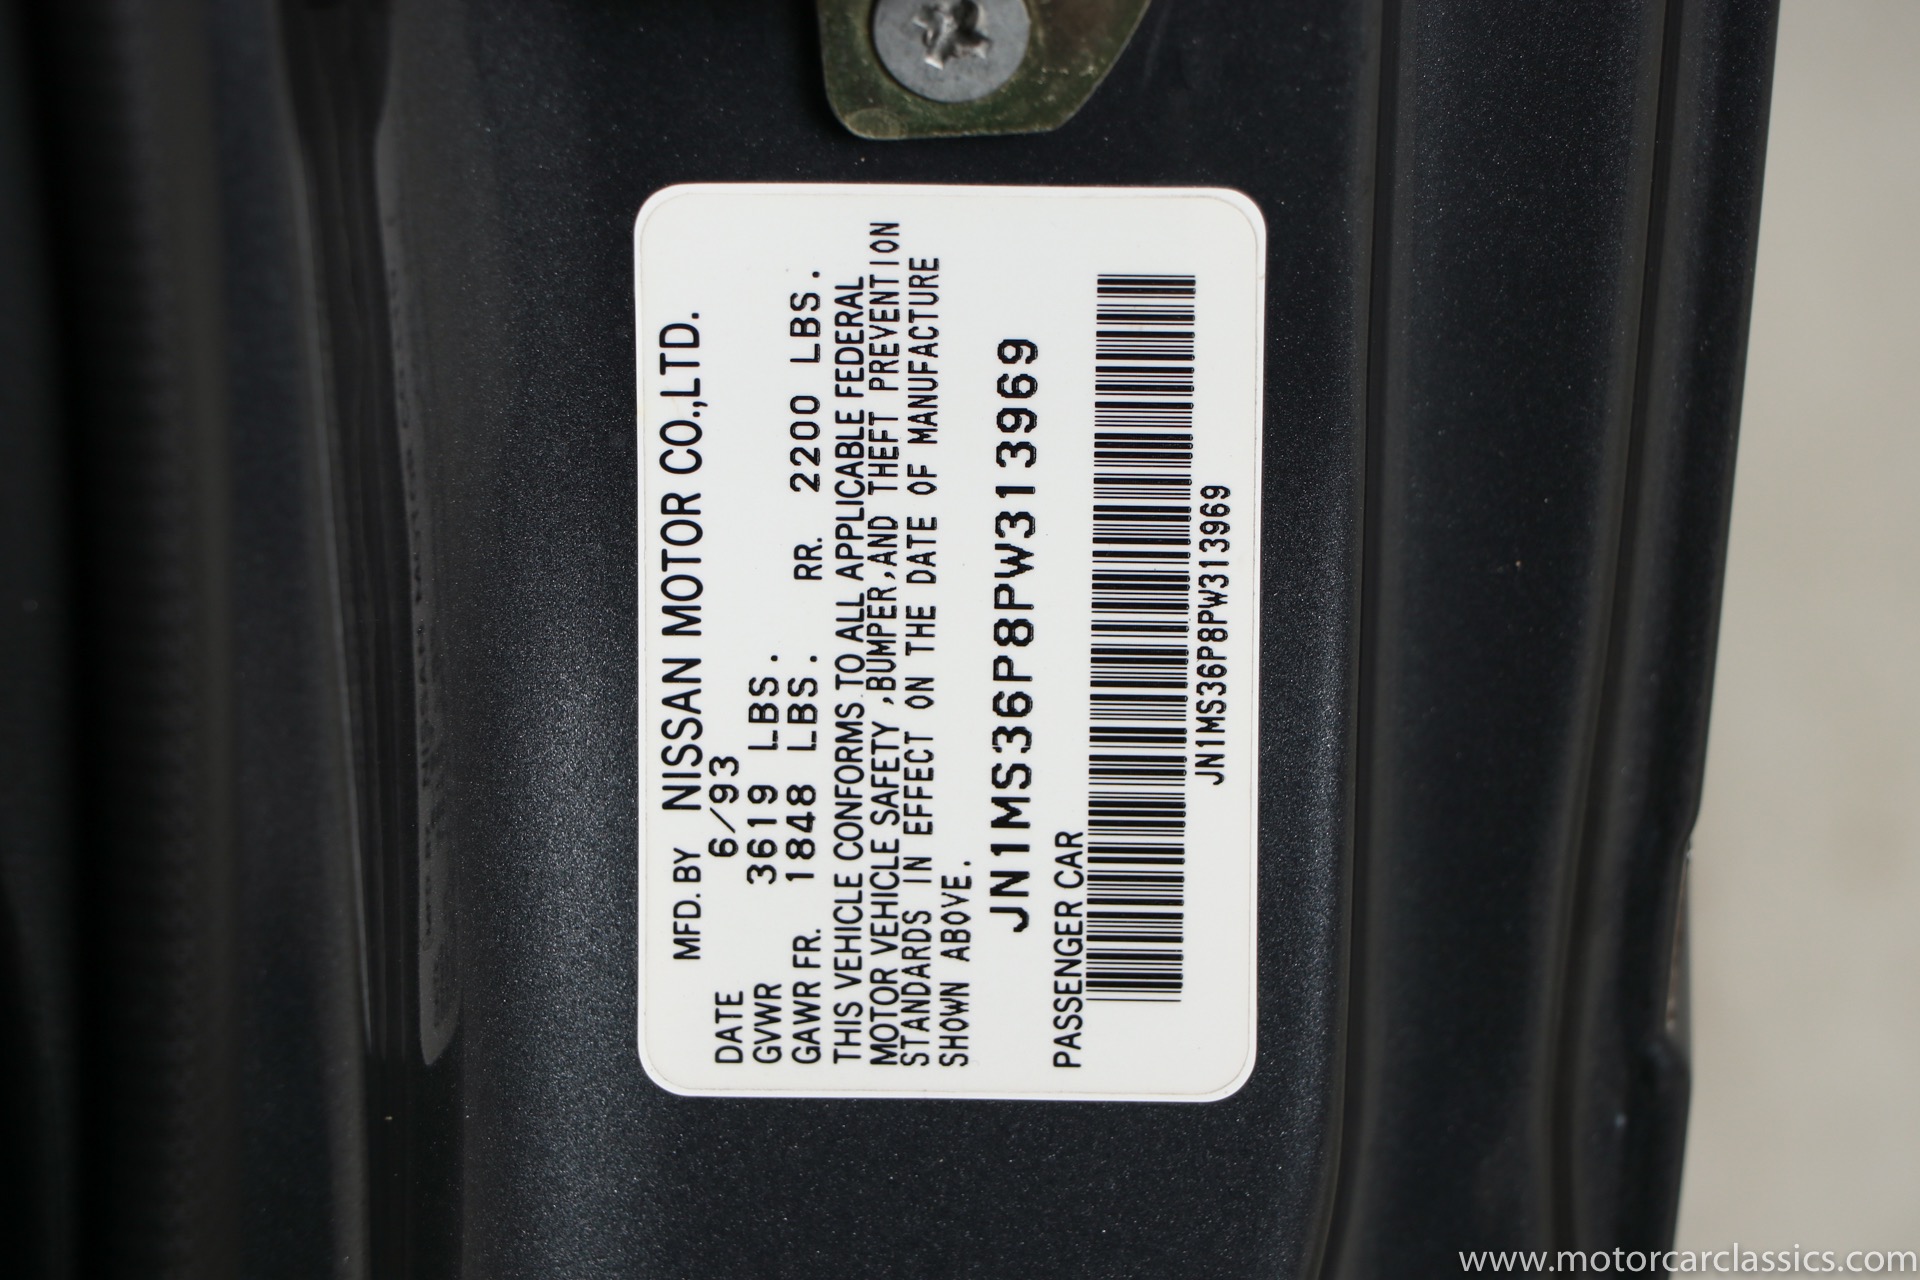 MFD. BY NISSAN MOTOR CO.,LTD.
DATE 6/93
GVWR 3619 LBS.
GAWR FR. 1848 LBS. RR. 2200 LBS.
THIS VEHICLE CONFORMS TO ALL APPLICABLE FEDERAL
MOTOR VEHICLE SAFETY ,BUMPER,AND THEFT PREVENTION
STANDARDS IN EFFECT ON THE DATE OF MANUFACTURE
SHOWN ABOVE.
JN1MS36P8PW313969
PASSENGER CAR
JN1MS36P8PW313969
www.motorcarclassics.com